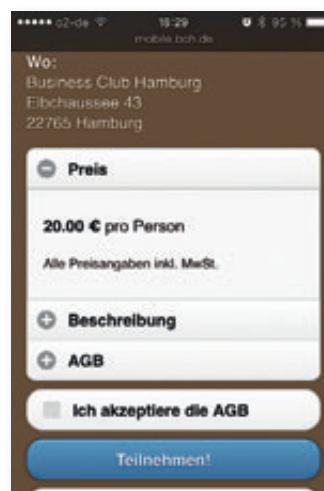 o2-de 18:29 95 %
mobile.bch.de
Wo:
Business Club Hamburg
Elbchaussee 43
22765 Hamburg
Preis
20.00 € pro Person
Alle Preisangaben inkl. MwSt.
Beschreibung
AGB
Ich akzeptiere die AGB
Teilnehmen!